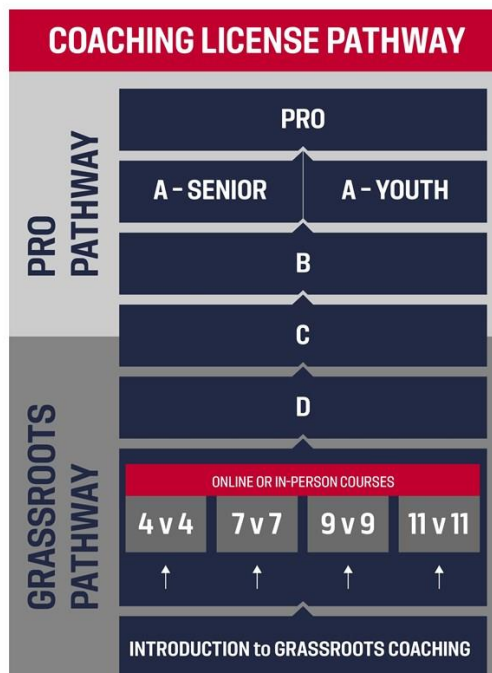 COACHING LICENSE PATHWAY
PRO PATHWAY
PRO
A – SENIOR
A – YOUTH
B
C
GRASSROOTS PATHWAY
D
ONLINE OR IN-PERSON COURSES
4 v 4
7 v 7
9 v 9
11 v 11
INTRODUCTION to GRASSROOTS COACHING